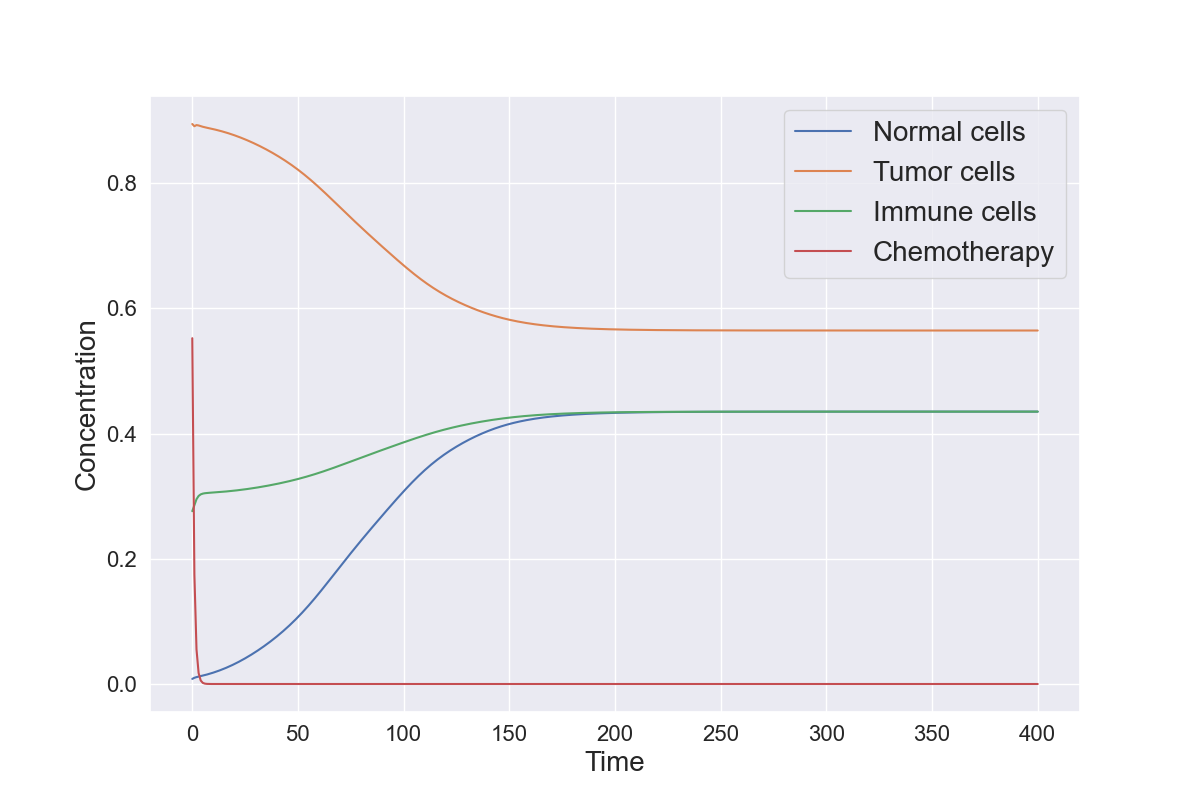 Normal cells
Tumor cells
Immune cells
Chemotherapy
Concentration
0.8
0.6
0.4
0.2
0.0
0 50 100 150 200 250 300 350 400
Time